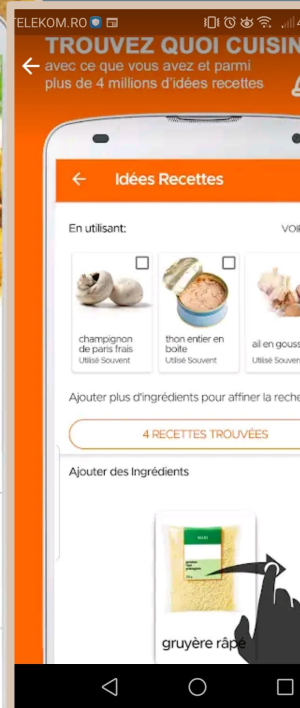 TELEKOM.RO
TROUVEZ QUOI CUISIN
avec ce que vous avez et parmi
plus de 4 millions d'idées recettes
Idées Recettes
En utilisant:
VOIR
champignon de paris frais
Utilisé Souvent
thon entier en boîte
Utilisé Souvent
ail en gouss
Utilisé Souven
Ajouter plus d'ingrédients pour affiner la reche
4 RECETTES TROUVÉES
Ajouter des Ingrédients
gruyère râpé